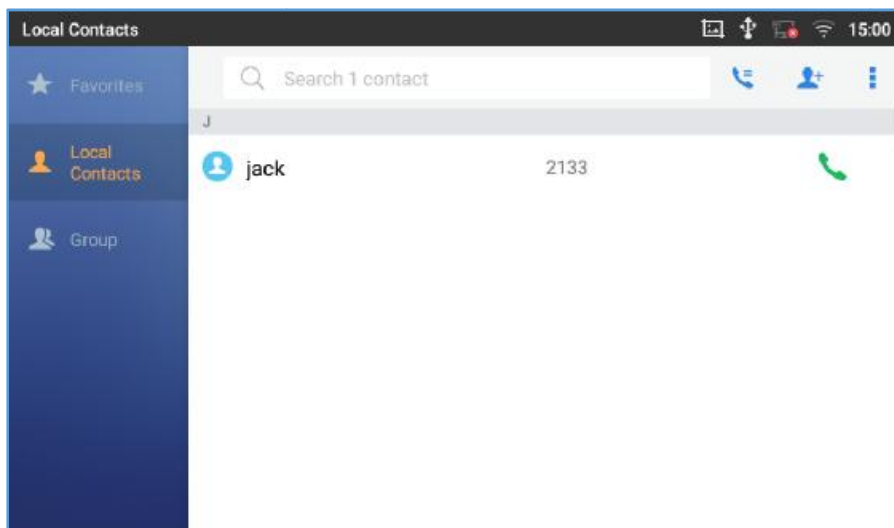 Local Contacts 15:00
Favorites
Search 1 contact
J
Local
Contacts
jack 2133
Group